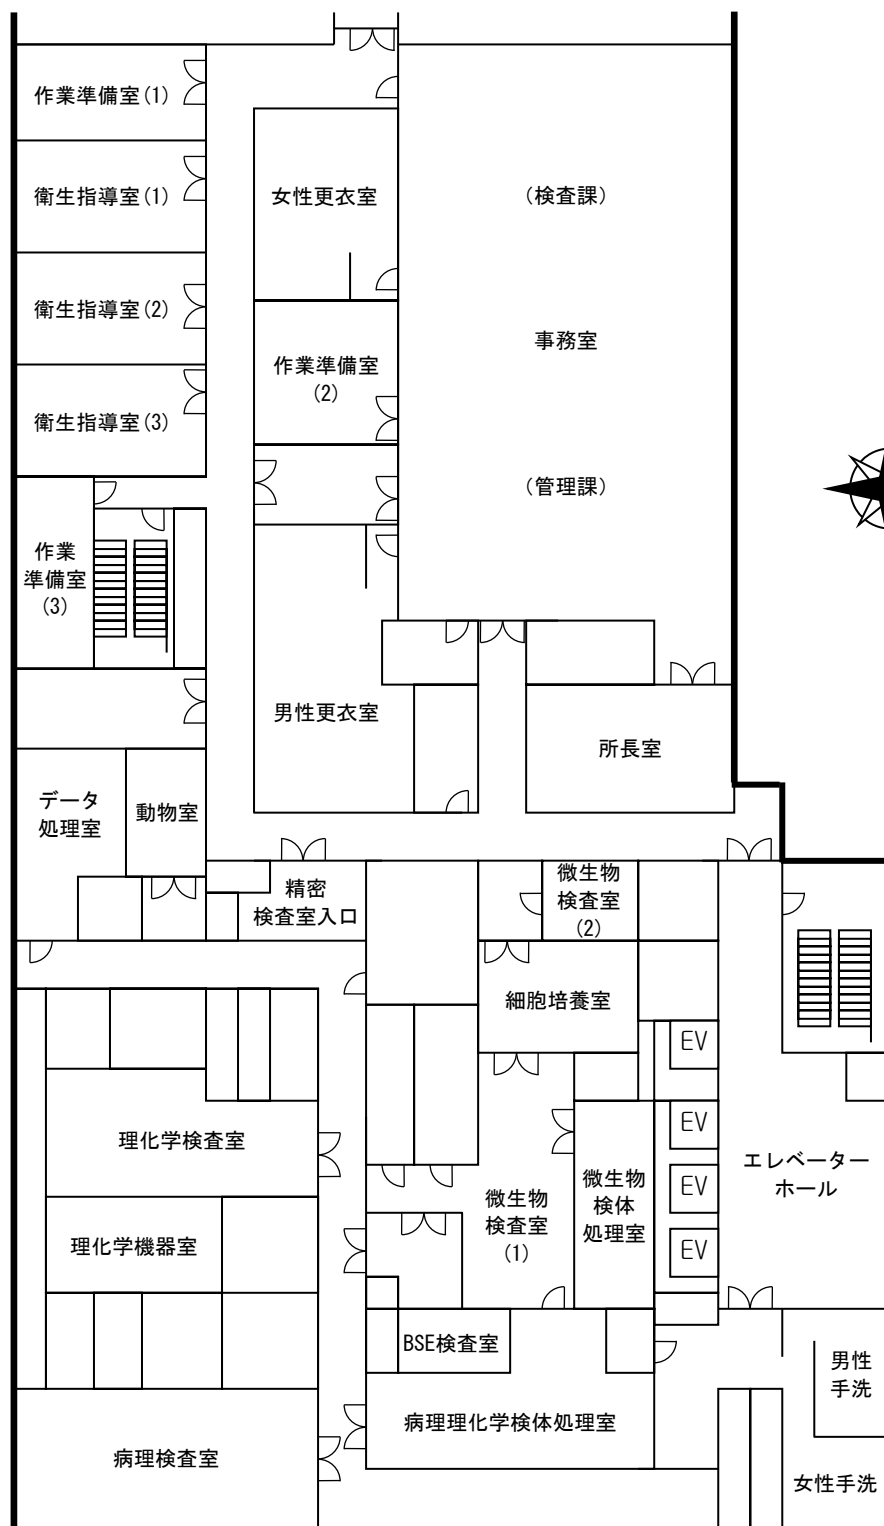 作業準備室(1)
衛生指導室(1)
女性更衣室
(検査課)
衛生指導室(2)
事務室
作業準備室
(2)
衛生指導室(3)
(管理課)
作業
準備室
(3)
男性更衣室
所長室
データ
処理室
動物室
精密
検査室入口
微生物
検査室
(2)
細胞培養室
EV
EV
EV
EV
理化学検査室
エレベーター
ホール
微生物
検体
処理室
微生物
検査室
(1)
理化学機器室
BSE検査室
男性
手洗
病理理化学検体処理室
病理検査室
女性手洗